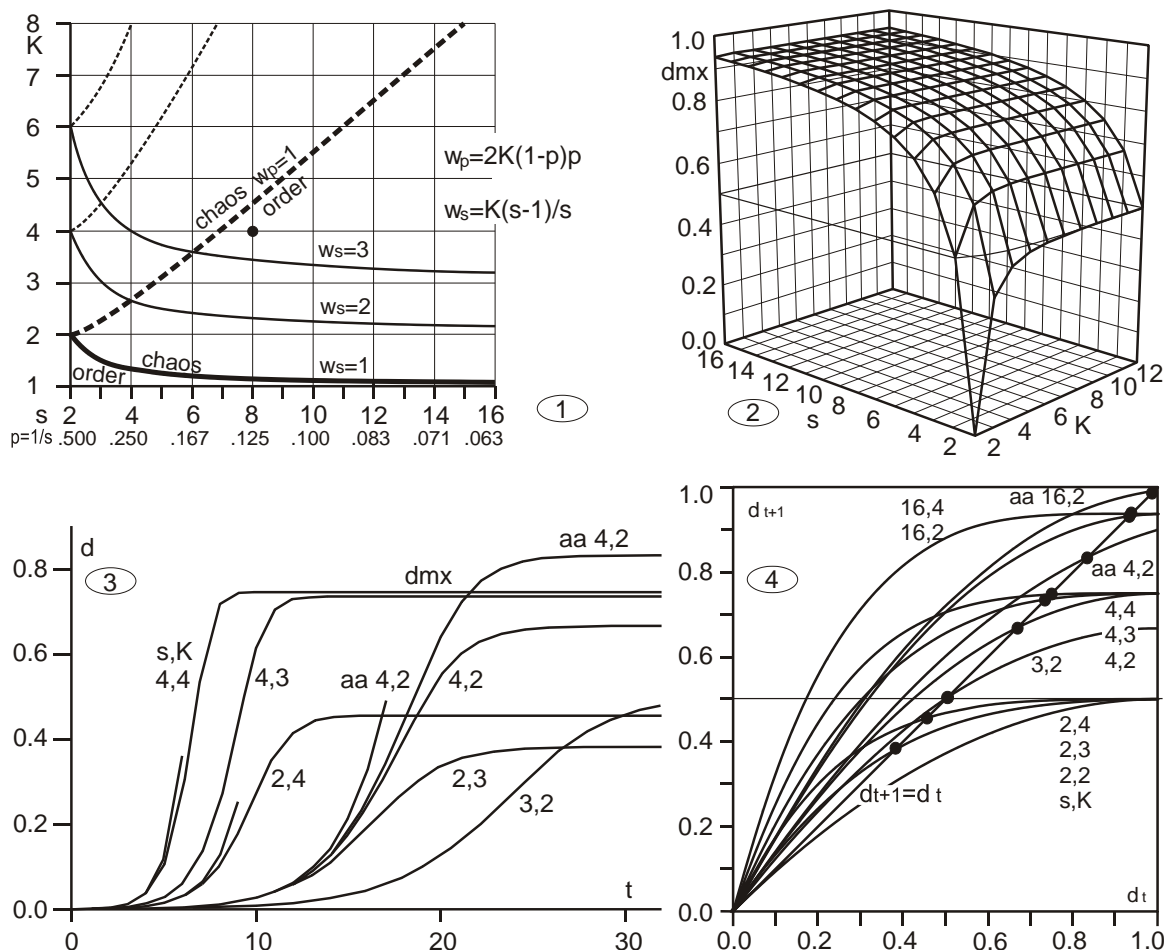 8
K
7
6
5
4
3
2
1
chaos wp=1
order
wp=2K(1-p)p
ws=K(s-1)/s
ws=3
ws=2
ws=1
chaos
order
s 2 4 6 8 10 12 14 16
p=1/s .500 .250 .167 .125 .100 .083 .071 .063
1
1.0
dmx
0.8
0.6
0.4
0.2
0.0
16 14 12 10 8 6 4 2
s
2 4 6 8 10 12
K
2
d
0.8
0.6
0.4
0.2
0.0
3
s,K
4,4
4,3
2,4
aa 4,2
dmx
aa 4,2
4,2
2,3
3,2
t
0 10 20 30
1.0
0.8
0.6
0.4
0.2
0.0
d t+1
16,4
16,2
aa 16,2
4
aa 4,2
4,4
4,3
4,2
3,2
2,4
2,3
2,2
s,K
dt+1=d t
d t
0.0 0.2 0.4 0.6 0.8 1.0